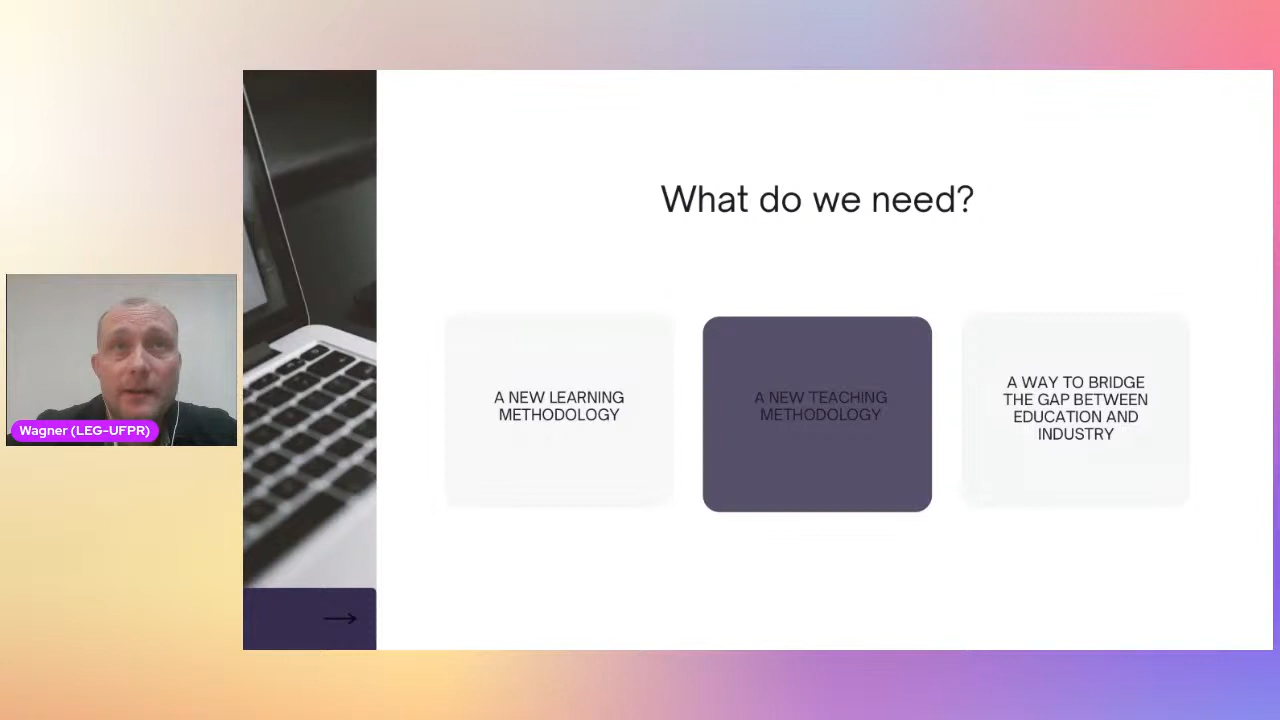 What do we need?
A NEW LEARNING
METHODOLOGY
A NEW TEACHING
METHODOLOGY
A WAY TO BRIDGE
THE GAP BETWEEN
EDUCATION AND
INDUSTRY
Wagner (LEG-UFPR)